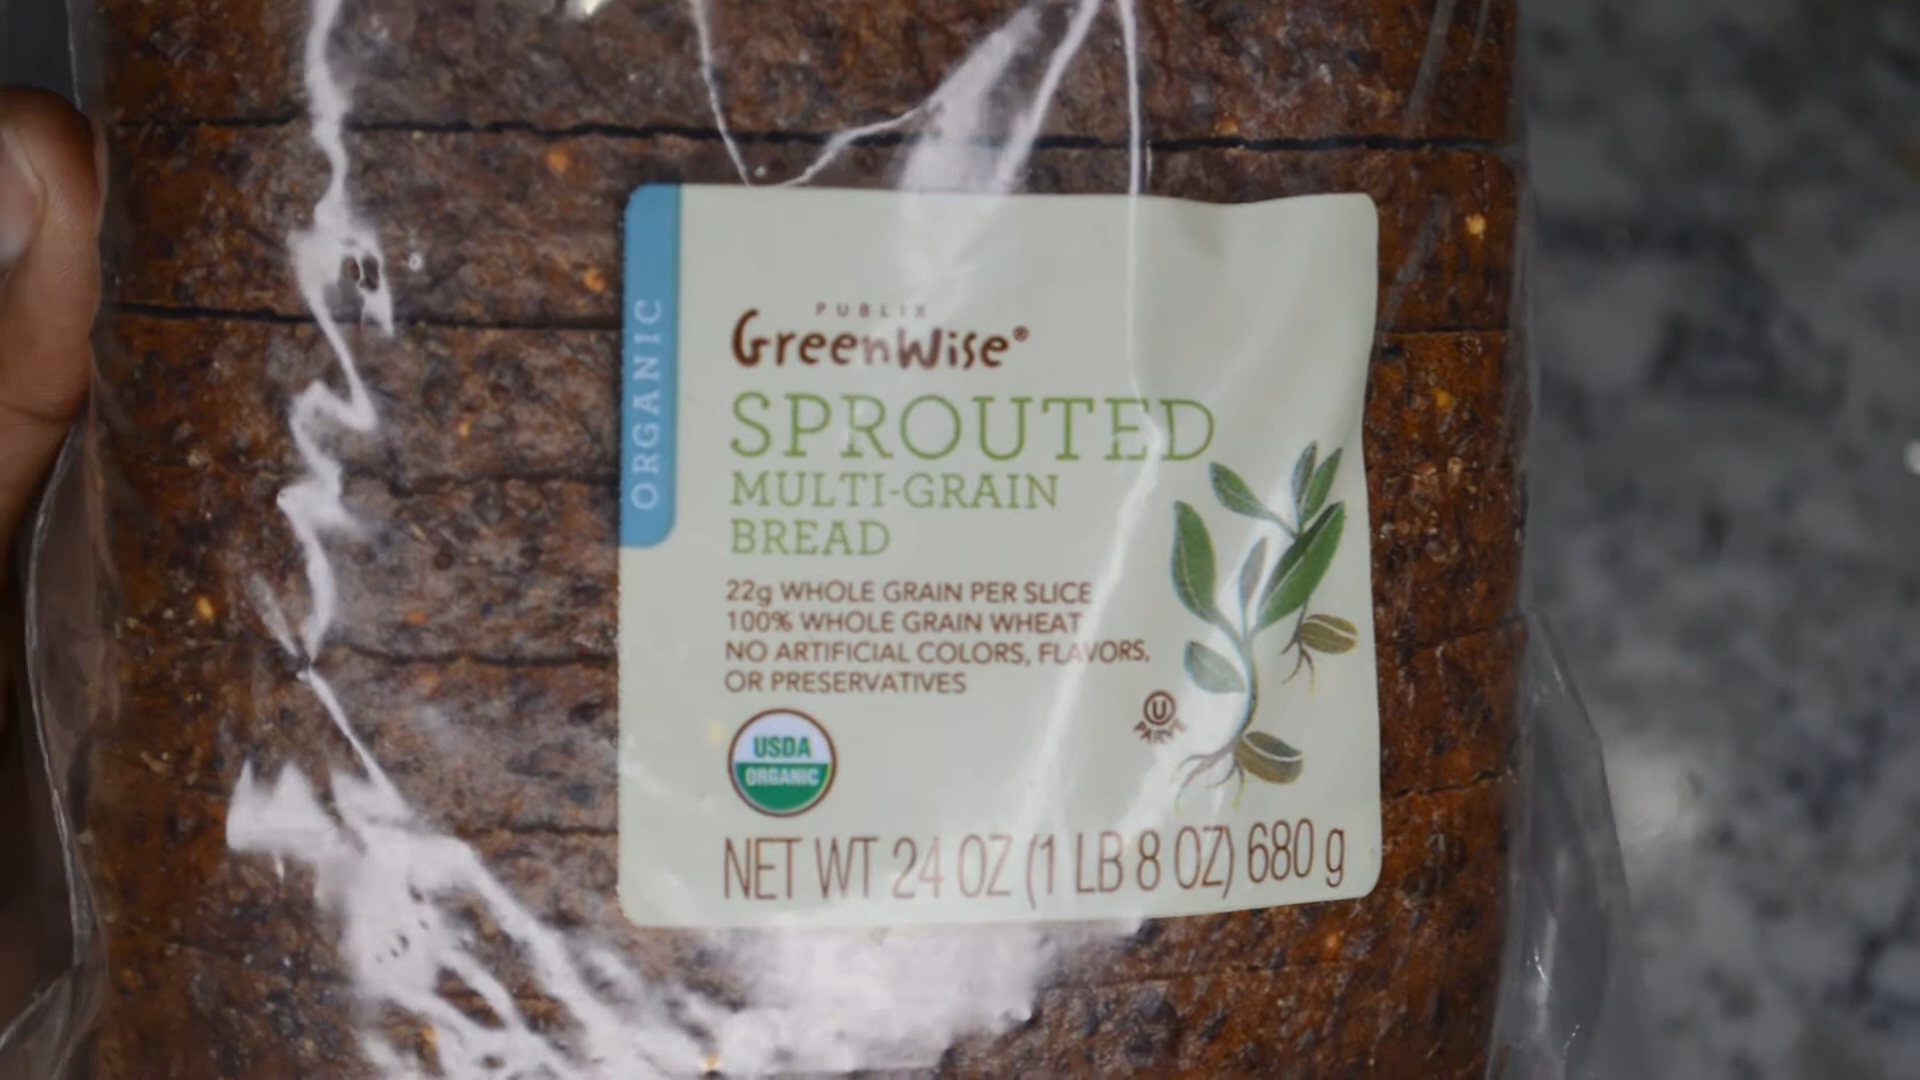 ORGANIC
PUBLIX
GreenWise®
SPROUTED
MULTI-GRAIN
BREAD
22g WHOLE GRAIN PER SLICE
100% WHOLE GRAIN WHEAT
NO ARTIFICIAL COLORS, FLAVORS,
OR PRESERVATIVES
U
PARVE
USDA
ORGANIC
NET WT 24 OZ (1 LB 8 OZ) 680 g